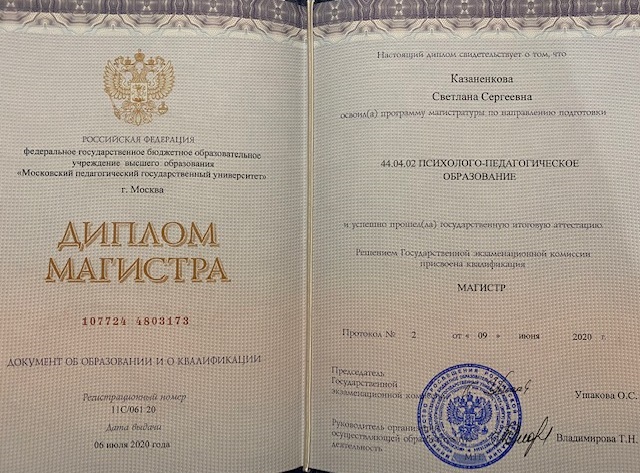 РОССИЙСКАЯ ФЕДЕРАЦИЯ
федеральное государственное бюджетное образовательное
учреждение высшего образования
«Московский педагогический государственный университет»
г. Москва
ДИПЛОМ
МАГИСТРА
107724 4803173
ДОКУМЕНТ ОБ ОБРАЗОВАНИИ И О КВАЛИФИКАЦИИ
Регистрационный номер
11С/061 20
Дата выдачи
06 июля 2020 года
Настоящий диплом свидетельствует о том, что
Казаненкова
Светлана Сергеевна
освоил(а) программу магистратуры по направлению подготовки
44.04.02 ПСИХОЛОГО-ПЕДАГОГИЧЕСКОЕ
ОБРАЗОВАНИЕ
и успешно прошел(ла) государственную итоговую аттестацию
Решением Государственной экзаменационной комиссии
присвоена квалификация
МАГИСТР
Протокол № 2 от « 09 » июня 2020 г.
Председатель
Государственной
экзаменационной
Ушакова О.С.
Руководитель
осуществляющей
деятельность
Владимирова Т.Н.
М.П.